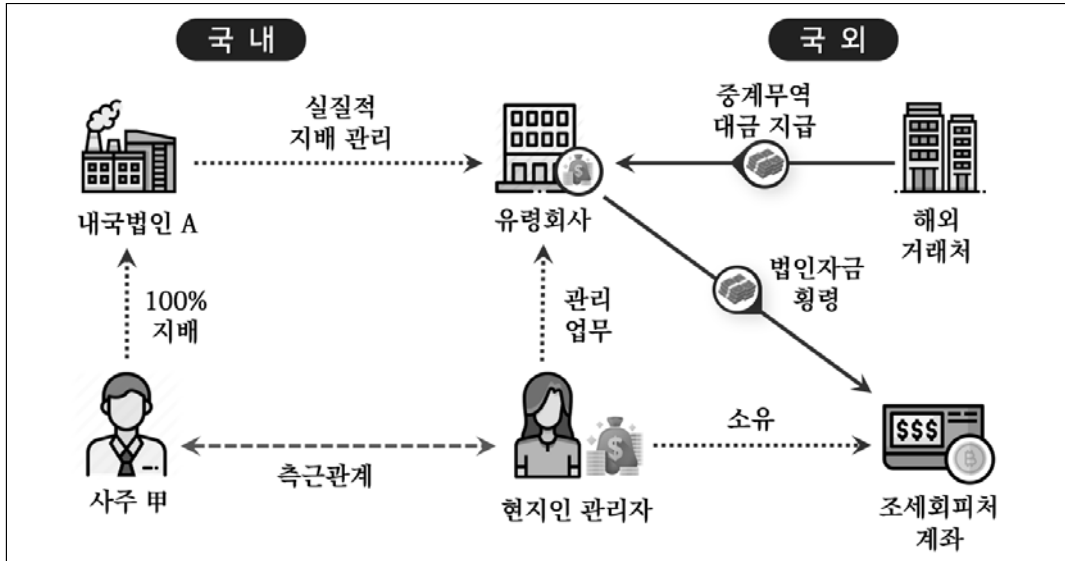 국 내
국 외
실질적
지배 관리
중계무역
대금 지급
내국법인 A
유령회사
해외
거래처
100%
지배
관리
업무
법인자금
횡령
소유
$$$
측근관계
사주 甲
현지인 관리자
조세회피처
계좌